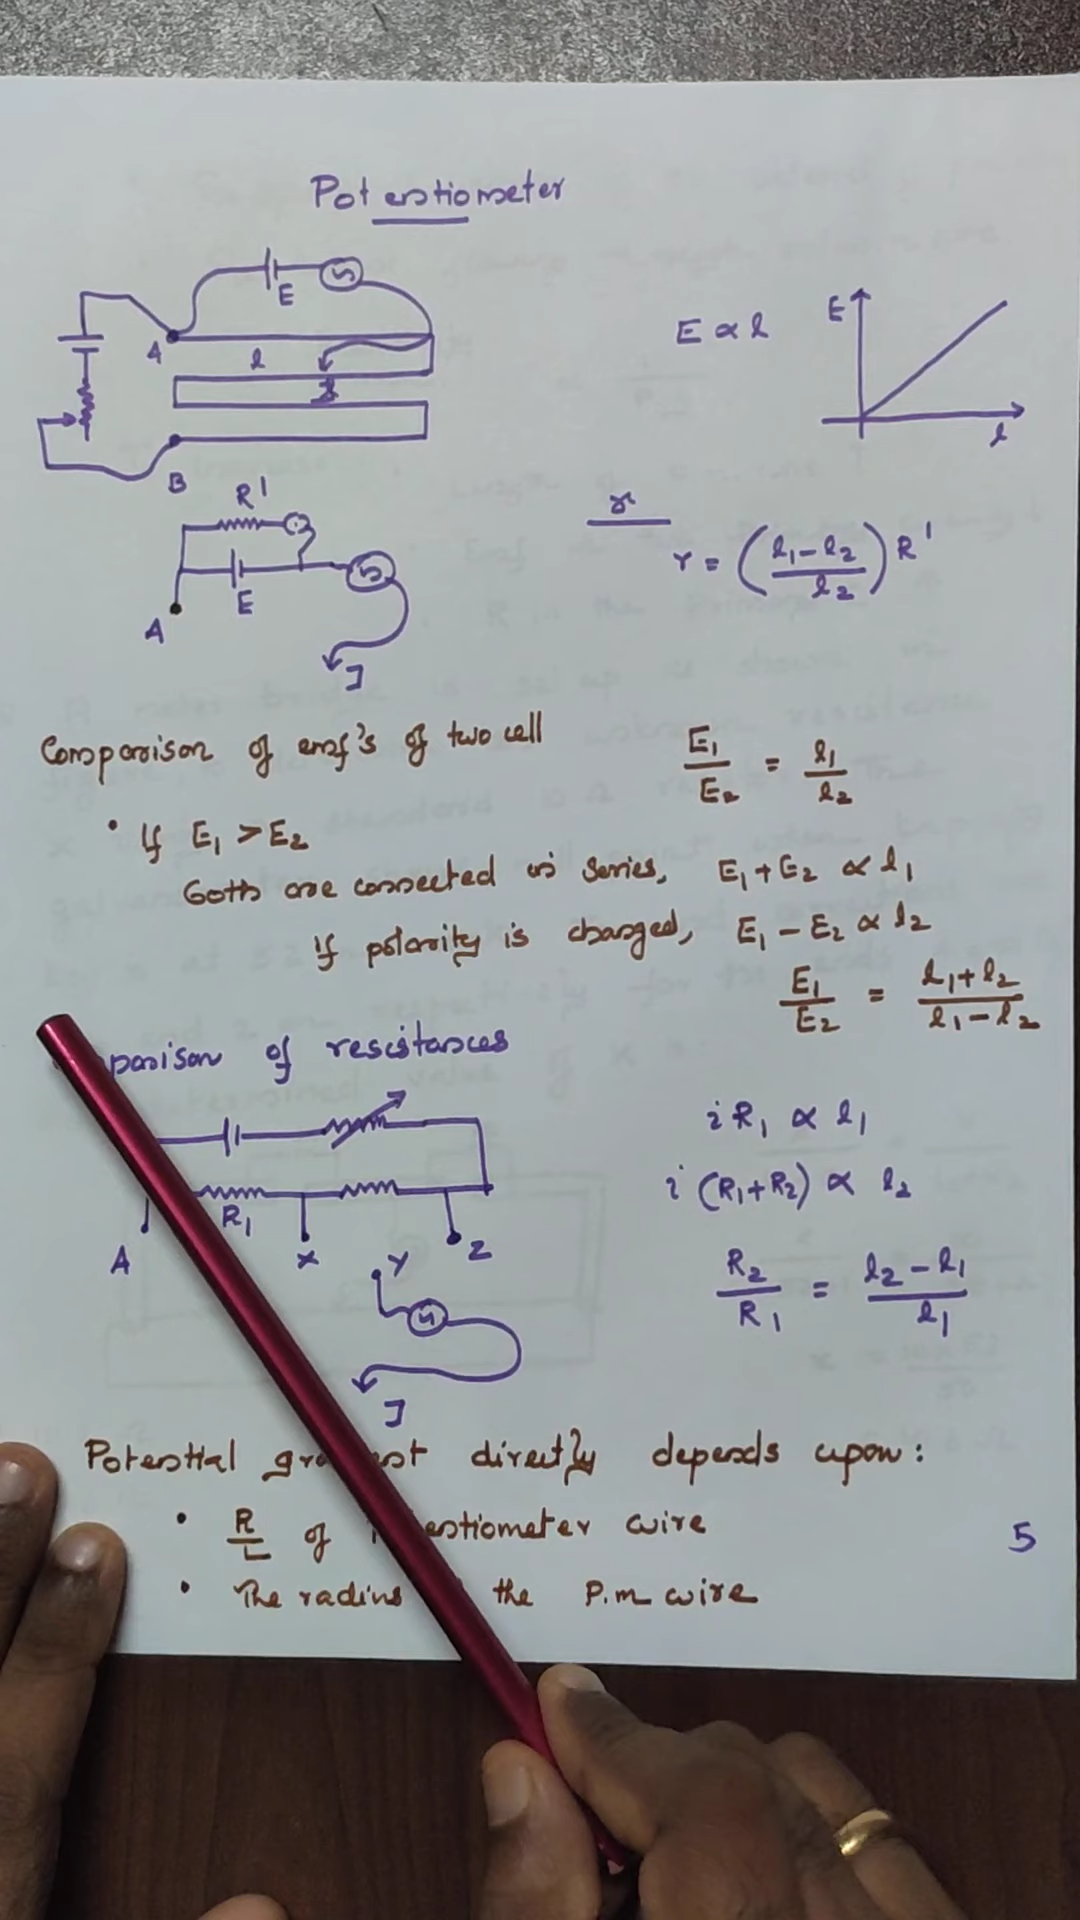 Potentiometer
E
A
l
B
E ∝ l
E
l
R'
E
A
J
r
r = (l1 - l2 / l2) R'
Comparison of emf's of two cell
E1/E2 = l1/l2
• If E1 > E2
Both are connected in series, E1 + E2 ∝ l1
If polarity is changed, E1 - E2 ∝ l2
E1/E2 = l1 + l2 / l1 - l2
of resistances
i R1 ∝ l1
i (R1 + R2) ∝ l2
R1
A
X
Y
Z
R2/R1 = l2 - l1 / l1
J
Potential directly depends upon:
• R/L of wire
5
• The radius the P.m wire